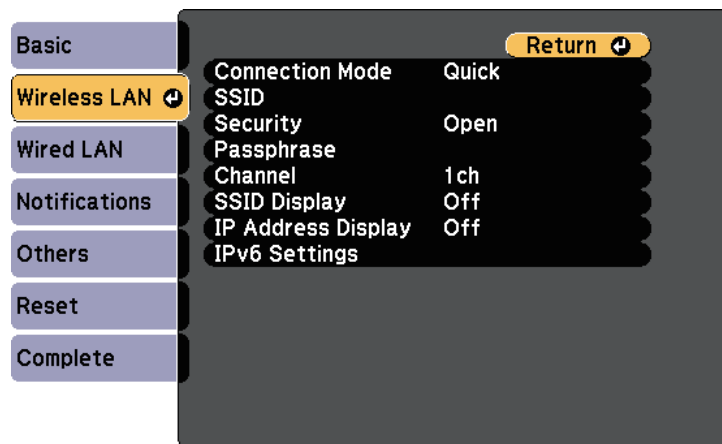 Basic
Wireless LAN
Wired LAN
Notifications
Others
Reset
Complete
Return
Connection Mode Quick
SSID
Security Open
Passphrase
Channel 1ch
SSID Display Off
IP Address Display Off
IPv6 Settings